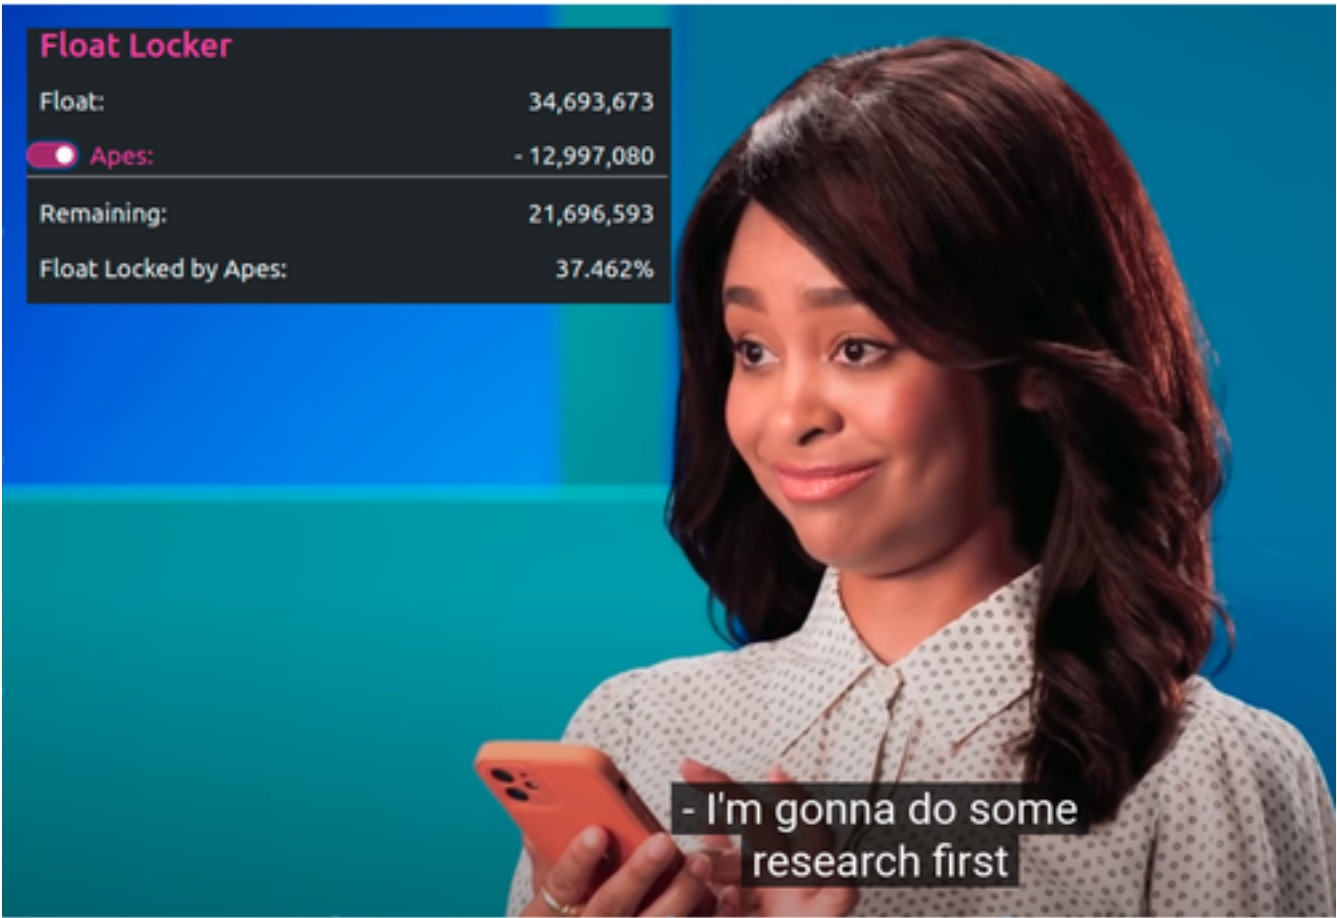 Float Locker
Float: 34,693,673
Apes: - 12,997,080
Remaining: 21,696,593
Float Locked by Apes: 37.462%
- I'm gonna do some
research first